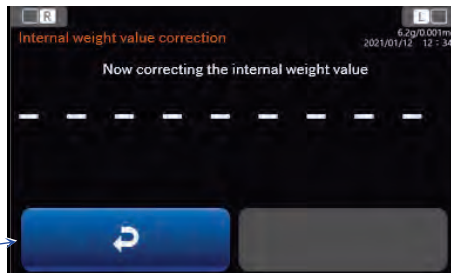 R L
Internal weight value correction
6.2g/0.001m
2021/01/12 12:34
Now correcting the internal weight value
– – – – – – – – –